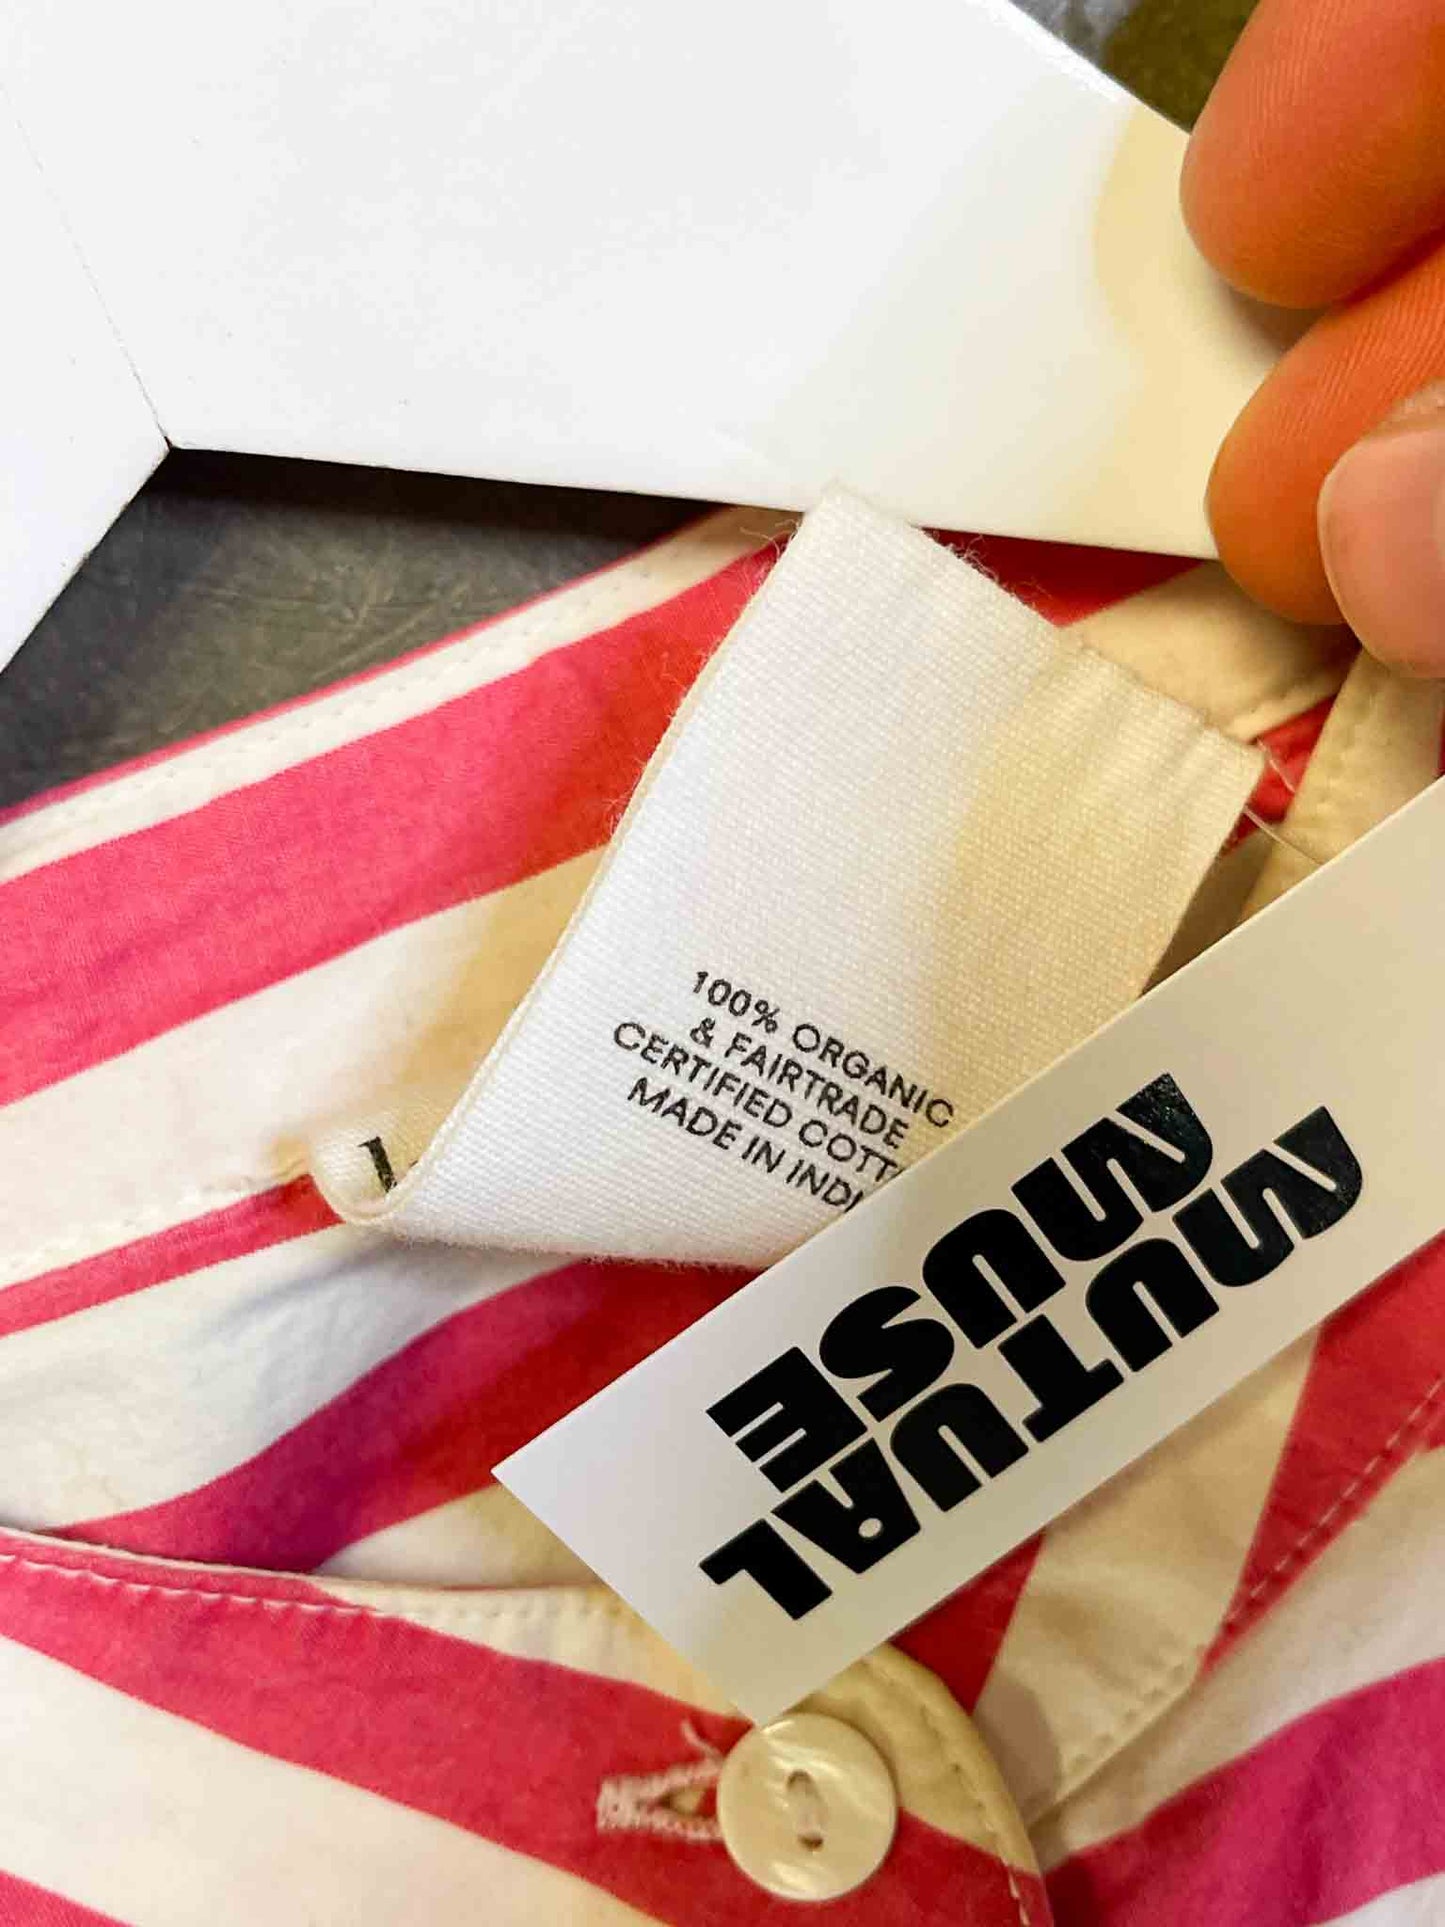 100% ORGANIC
& FAIRTRADE
CERTIFIED COTT
MADE IN INDI
MUTUAL
MUSE